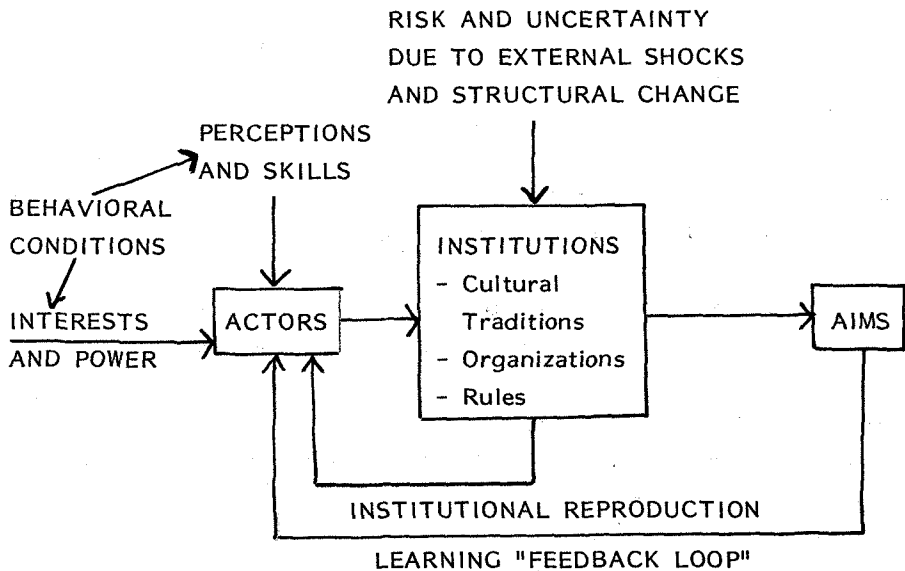 RISK AND UNCERTAINTY
DUE TO EXTERNAL SHOCKS
AND STRUCTURAL CHANGE
PERCEPTIONS
AND SKILLS
BEHAVIORAL
CONDITIONS
INTERESTS
AND POWER
ACTORS
INSTITUTIONS
- Cultural
Traditions
- Organizations
- Rules
AIMS
INSTITUTIONAL REPRODUCTION
LEARNING "FEEDBACK LOOP"